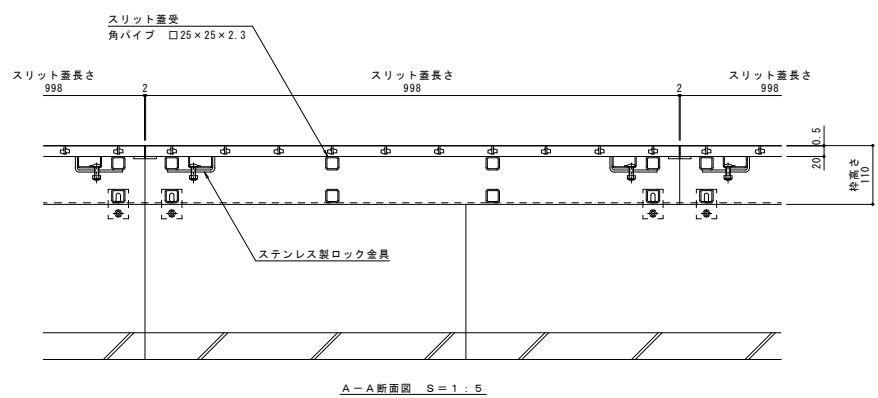 スリット蓋受
角パイプ 口25×25×2.3
スリット蓋長さ
998
2
スリット蓋長さ
998
2
スリット蓋長さ
998
0.5
20
枠高さ
110
ステンレス製ロック金具
A-A断面図 S=1:5